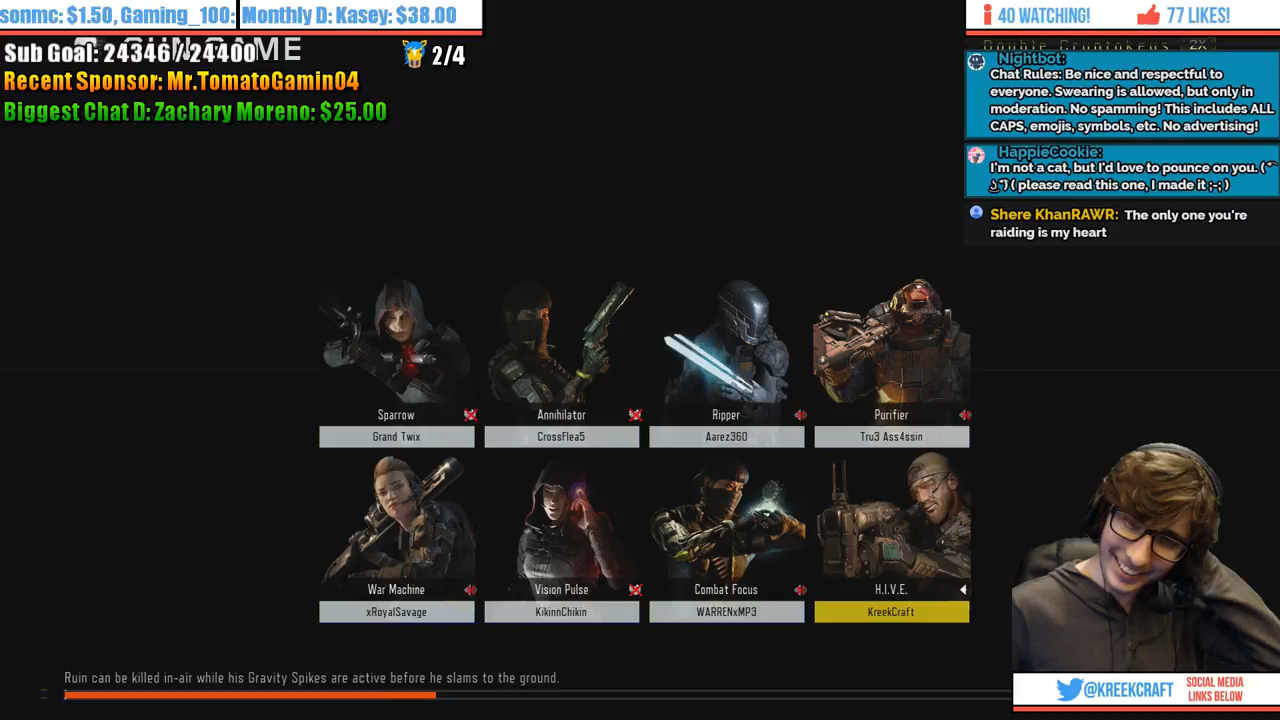 sonmc: $1.50, Gaming_100: Monthly D: Kasey: $38.00
40 WATCHING!
77 LIKES!
GUN GAME
Sub Goal: 24346 / 24400
2/4
Double Cryptokeys 2X
Recent Sponsor: Mr.TomatoGamin04
Biggest Chat D: Zachary Moreno: $25.00
Nightbot:
Chat Rules: Be nice and respectful to
everyone. Swearing is allowed, but only in
moderation. No spamming! This includes ALL
CAPS, emojis, symbols, etc. No advertising!
HappieCookie:
I'm not a cat, but I'd love to pounce on you. ( ͡°
͜ʖ ͡°) ( please read this one, I made it ;-; )
Shere KhanRAWR: The only one you're
raiding is my heart
Sparrow
Annihilator
Ripper
Purifier
Grand Twix
CrossFlea5
Aarez360
Tru3 Ass4ssin
War Machine
Vision Pulse
Combat Focus
H.I.V.E.
xRoyalSavage
KikinnChikin
WARRENxMP3
KreekCraft
Ruin can be killed in-air while his Gravity Spikes are active before he slams to the ground.
@KREEKCRAFT
SOCIAL MEDIA
LINKS BELOW